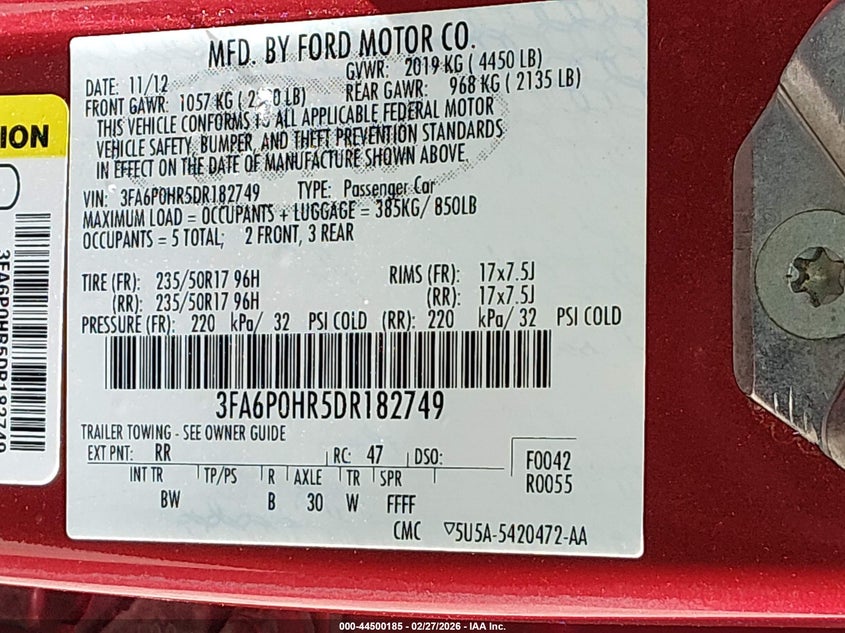 MFD. BY FORD MOTOR CO.
DATE: 11/12 GVWR: 2019 KG ( 4450 LB)
FRONT GAWR: 1057 KG ( LB) REAR GAWR: 968 KG ( 2135 LB)
THIS VEHICLE CONFORMS TO ALL APPLICABLE FEDERAL MOTOR
VEHICLE SAFETY, BUMPER, AND THEFT PREVENTION STANDARDS
IN EFFECT ON THE DATE OF MANUFACTURE SHOWN ABOVE.
VIN: 3FA6P0HR5DR182749 TYPE: Passenger Car
MAXIMUM LOAD = OCCUPANTS + LUGGAGE = 385KG/ 850LB
OCCUPANTS = 5 TOTAL; 2 FRONT, 3 REAR
TIRE (FR): 235/50R17 96H RIMS (FR): 17x7.5J
(RR): 235/50R17 96H (RR): 17x7.5J
PRESSURE (FR): 220 kPa/ 32 PSI COLD (RR): 220 kPa/ 32 PSI COLD
3FA6P0HR5DR182749
TRAILER TOWING - SEE OWNER GUIDE
EXT PNT: RR RC: 47 DSO: F0042
R0055
INT TR TP/PS R AXLE TR SPR
BW B 30 W FFFF
CMC ▽5U5A-5420472-AA
ION
3FA6P0HR5DR182749
000-44500185 - 02/27/2026 - IAA Inc.